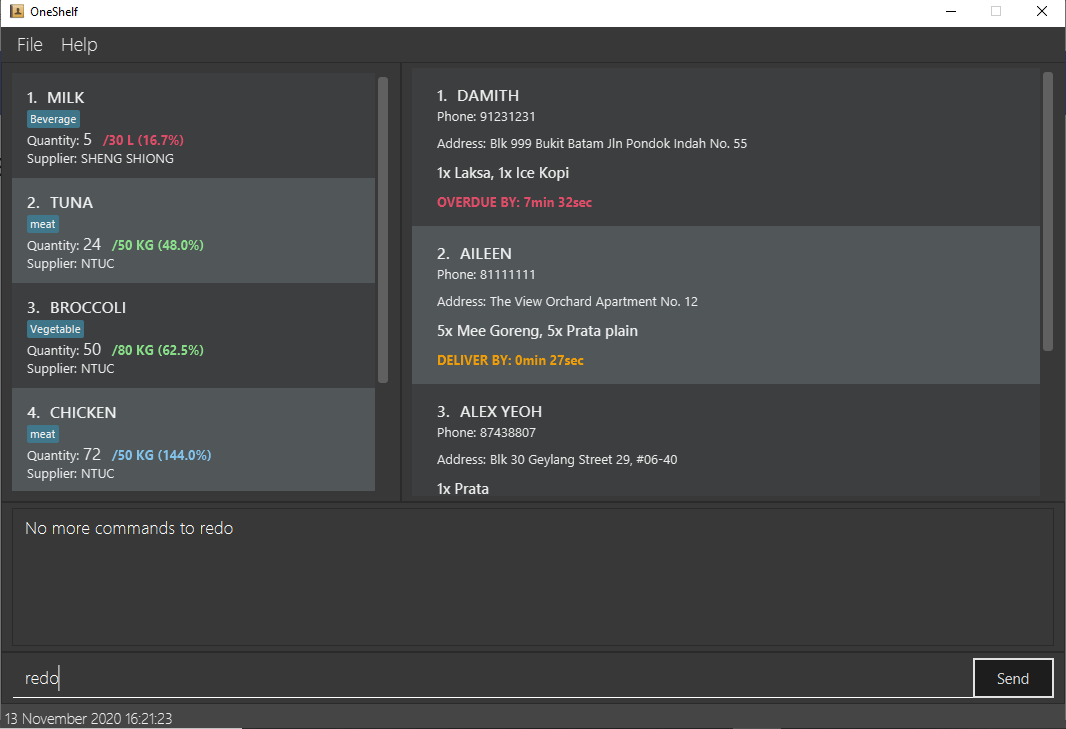 OneShelf
File Help
1. MILK
Beverage
Quantity: 5 /30 L (16.7%)
Supplier: SHENG SHIONG
2. TUNA
meat
Quantity: 24 /50 KG (48.0%)
Supplier: NTUC
3. BROCCOLI
Vegetable
Quantity: 50 /80 KG (62.5%)
Supplier: NTUC
4. CHICKEN
meat
Quantity: 72 /50 KG (144.0%)
Supplier: NTUC
1. DAMITH
Phone: 91231231
Address: Blk 999 Bukit Batam Jln Pondok Indah No. 55
1x Laksa, 1x Ice Kopi
OVERDUE BY: 7min 32sec
2. AILEEN
Phone: 81111111
Address: The View Orchard Apartment No. 12
5x Mee Goreng, 5x Prata plain
DELIVER BY: 0min 27sec
3. ALEX YEOH
Phone: 87438807
Address: Blk 30 Geylang Street 29, #06-40
1x Prata
No more commands to redo
redo
Send
13 November 2020 16:21:23